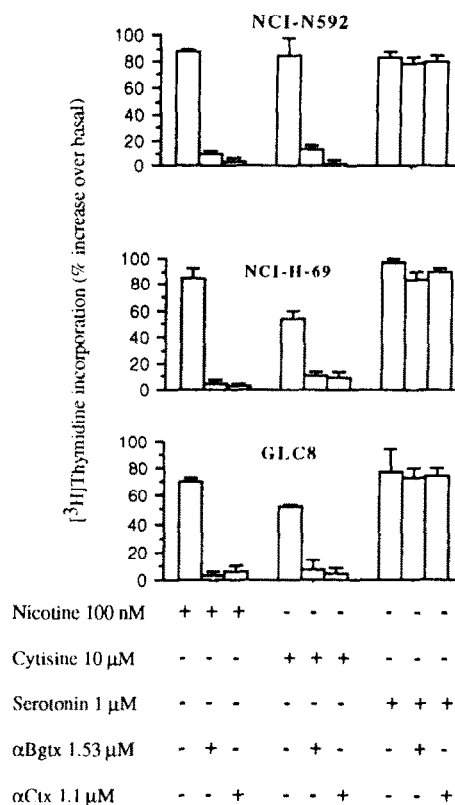 NCI-N592
[³H]Thymidine incorporation (% increase over basal)
80
60
40
20
0
NCI-H-69
100
80
60
40
20
0
GLC8
100
80
60
40
20
0
Nicotine 100 nM + + + - - - - - -
Cytisine 10 μM - - - + + + - - -
Serotonin 1 μM - - - - - - + + +
αBgtx 1.53 μM - + - - + - - + -
αCtx 1.1 μM - - + - - + - - +